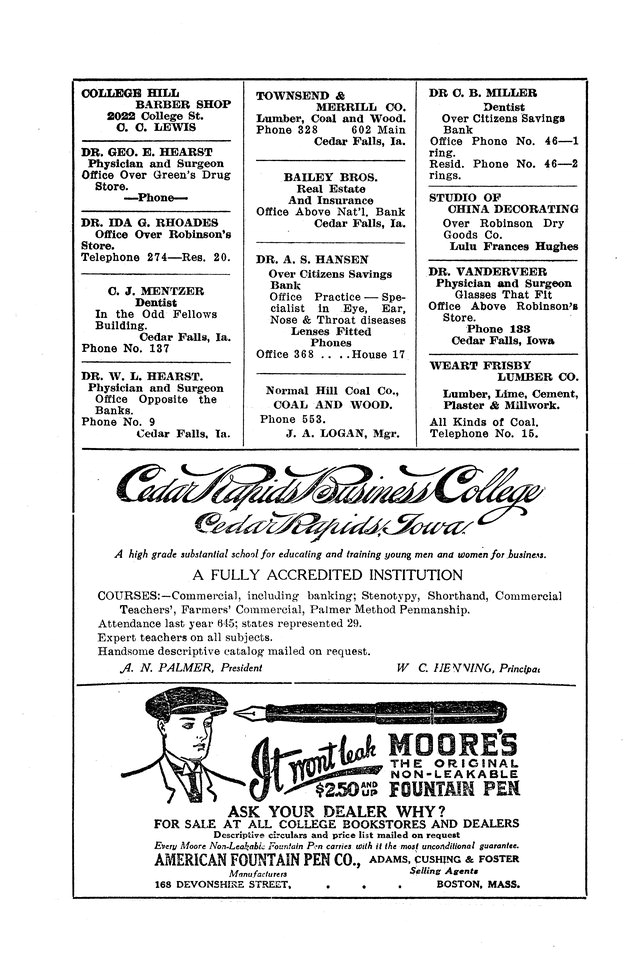 COLLEGE HILL
BARBER SHOP
2022 College St.
C. C. LEWIS
DR. GEO. E. HEARST
Physician and Surgeon
Office Over Green's Drug
Store.
—Phone—
DR. IDA G. RHOADES
Office Over Robinson's
Store.
Telephone 274—Res. 20.
C. J. MENTZER
Dentist
In the Odd Fellows
Building.
Cedar Falls, Ia.
Phone No. 137
DR. W. L. HEARST.
Physician and Surgeon
Office Opposite the
Banks.
Phone No. 9
Cedar Falls, Ia.
TOWNSEND &
MERRILL CO.
Lumber, Coal and Wood.
Phone 328 602 Main
Cedar Falls, Ia.
BAILEY BROS.
Real Estate
And Insurance
Office Above Nat'l. Bank
Cedar Falls, Ia.
DR. A. S. HANSEN
Over Citizens Savings
Bank
Office Practice — Spe-
cialist in Eye, Ear,
Nose & Throat diseases
Lenses Fitted
Phones
Office 368 .. ..House 17
Normal Hill Coal Co.,
COAL AND WOOD.
Phone 553.
J. A. LOGAN, Mgr.
DR C. B. MILLER
Dentist
Over Citizens Savings
Bank
Office Phone No. 46—1
ring.
Resid. Phone No. 46—2
rings.
STUDIO OF
CHINA DECORATING
Over Robinson Dry
Goods Co.
Lulu Frances Hughes
DR. VANDERVEER
Physician and Surgeon
Glasses That Fit
Office Above Robinson's
Store.
Phone 133
Cedar Falls, Iowa
WEART FRISBY
LUMBER CO.
Lumber, Lime, Cement,
Plaster & Millwork.
All Kinds of Coal.
Telephone No. 15.
Cedar Rapids Business College
Cedar Rapids, Iowa.
A high grade substantial school for educating and training young men and women for business.
A FULLY ACCREDITED INSTITUTION
COURSES:—Commercial, including banking; Stenotypy, Shorthand, Commercial
Teachers', Farmers' Commercial, Palmer Method Penmanship.
Attendance last year 645; states represented 29.
Expert teachers on all subjects.
Handsome descriptive catalog mailed on request.
A. N. PALMER, President W C. HENNING, Principal
It won't leak
$2.50 AND UP
MOORE'S
THE ORIGINAL
NON-LEAKABLE
FOUNTAIN PEN
ASK YOUR DEALER WHY?
FOR SALE AT ALL COLLEGE BOOKSTORES AND DEALERS
Descriptive circulars and price list mailed on request
Every Moore Non-Leakable Fountain Pen carries with it the most unconditional guarantee.
AMERICAN FOUNTAIN PEN CO., ADAMS, CUSHING & FOSTER
Manufacturers Selling Agents
168 DEVONSHIRE STREET, . . . BOSTON, MASS.